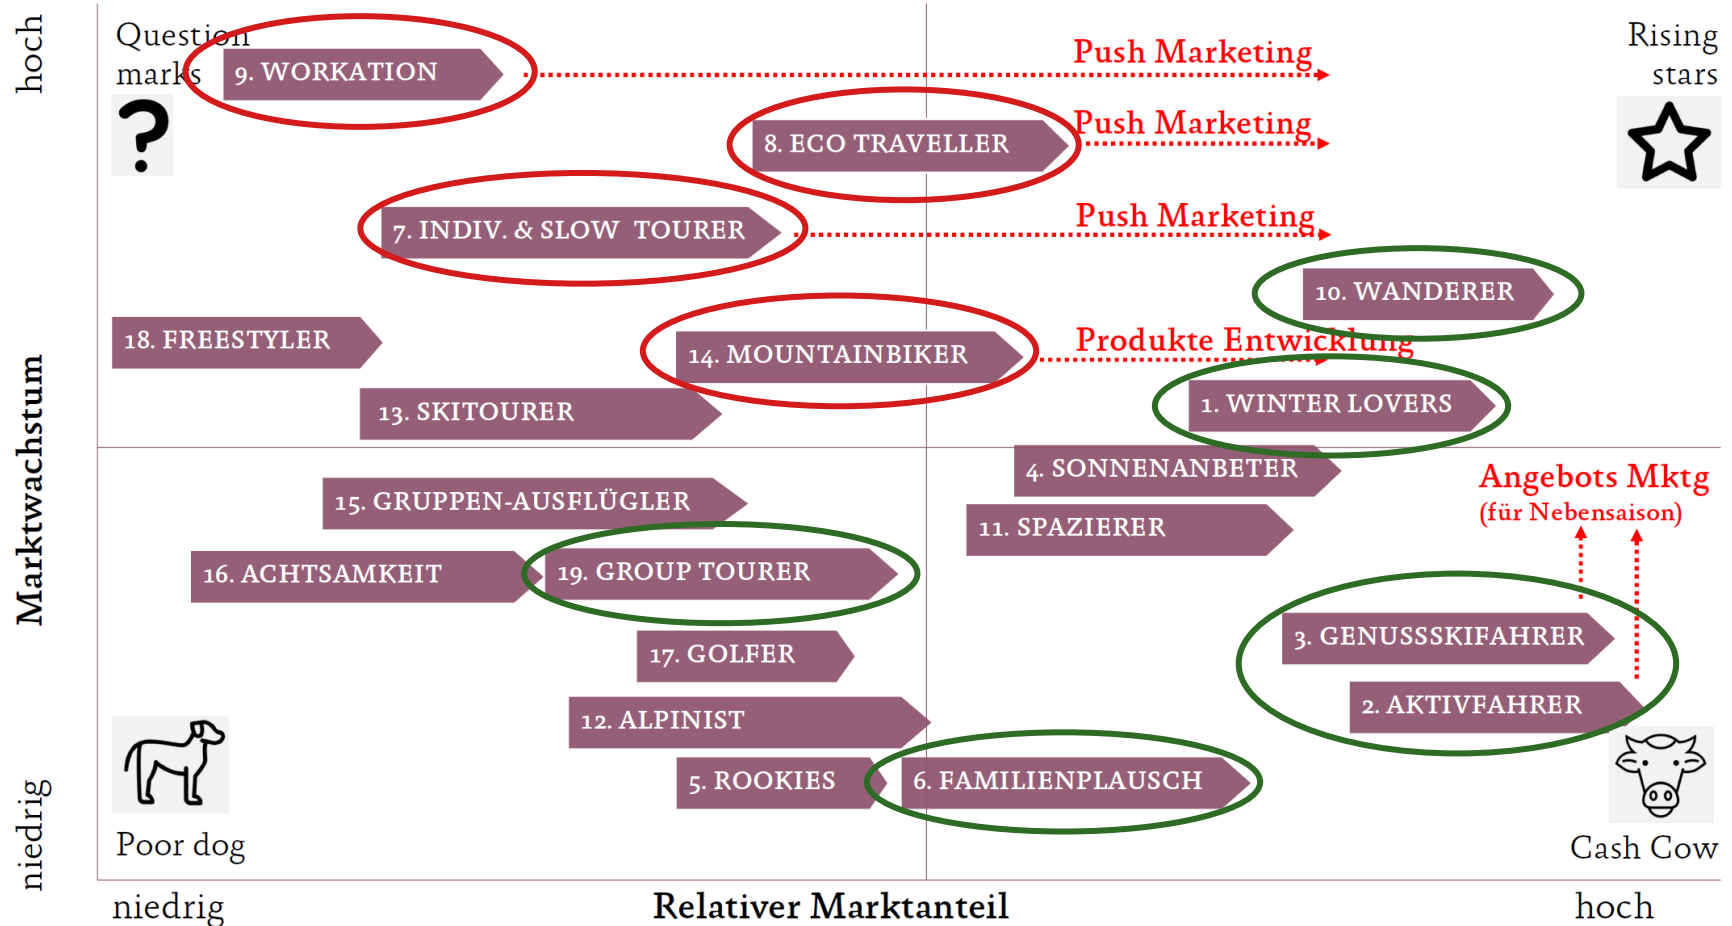 hoch
Question
marks
9. WORKATION
Push Marketing
Rising
stars
?
8. ECO TRAVELLER
Push Marketing
7. INDIV. & SLOW TOURER
Push Marketing
10. WANDERER
18. FREESTYLER
14. MOUNTAINBIKER
Produkte Entwicklung
13. SKITOURER
1. WINTER LOVERS
Marktwachstum
4. SONNENANBETER
Angebots Mktg
(für Nebensaison)
15. GRUPPEN-AUSFLÜGLER
11. SPAZIERER
16. ACHTSAMKEIT
19. GROUP TOURER
3. GENUSSSKIFAHRER
17. GOLFER
2. AKTIVFAHRER
12. ALPINIST
5. ROOKIES
6. FAMILIENPLAUSCH
niedrig
Poor dog
Cash Cow
niedrig
Relativer Marktanteil
hoch